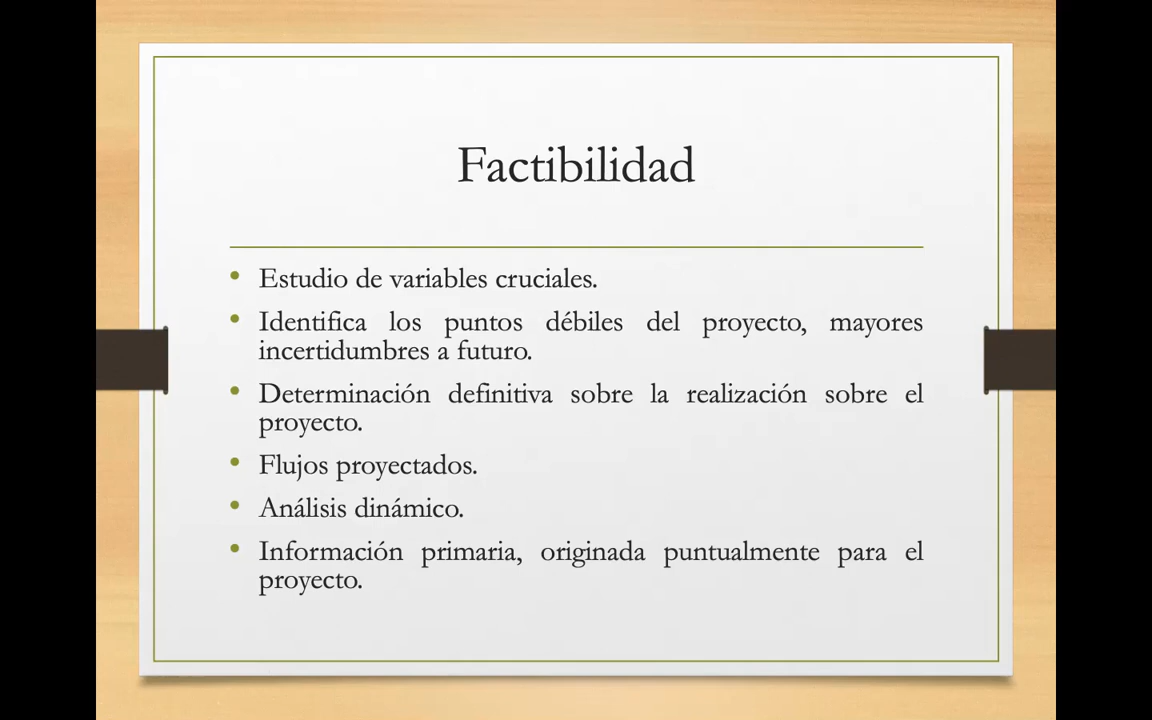 Factibilidad
• Estudio de variables cruciales.
• Identifica los puntos débiles del proyecto, mayores
incertidumbres a futuro.
• Determinación definitiva sobre la realización sobre el
proyecto.
• Flujos proyectados.
• Análisis dinámico.
• Información primaria, originada puntualmente para el
proyecto.